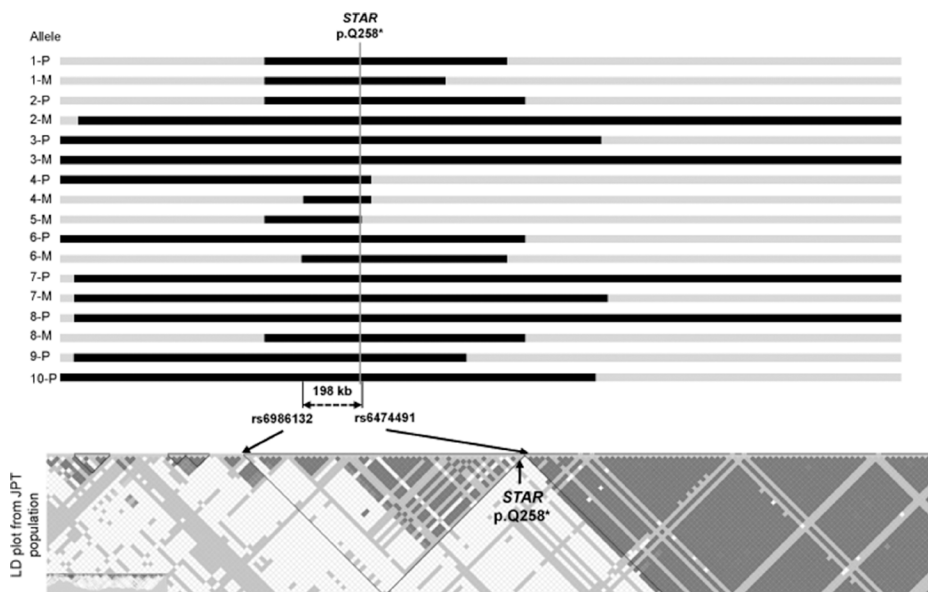 STAR
p.Q258*
Allele
1-P
1-M
2-P
2-M
3-P
3-M
4-P
4-M
5-M
6-P
6-M
7-P
7-M
8-P
8-M
9-P
10-P
198 kb
rs6986132
rs6474491
STAR
p.Q258*
LD plot from JPT
population